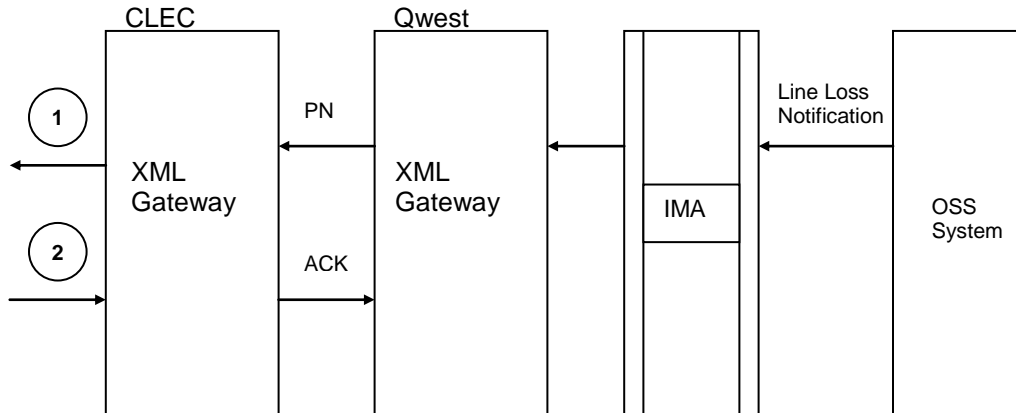 CLEC
Qwest
1
PN
Line Loss
Notification
XML
Gateway
XML
Gateway
IMA
OSS
System
2
ACK